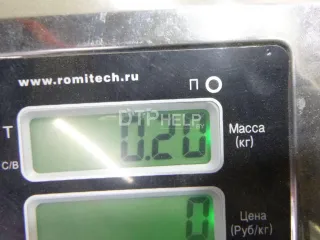 www.romitech.ru
П
Т
DTPHELP
0.20
Масса
(кг)
С/В
0
Цена
(Руб/кг)